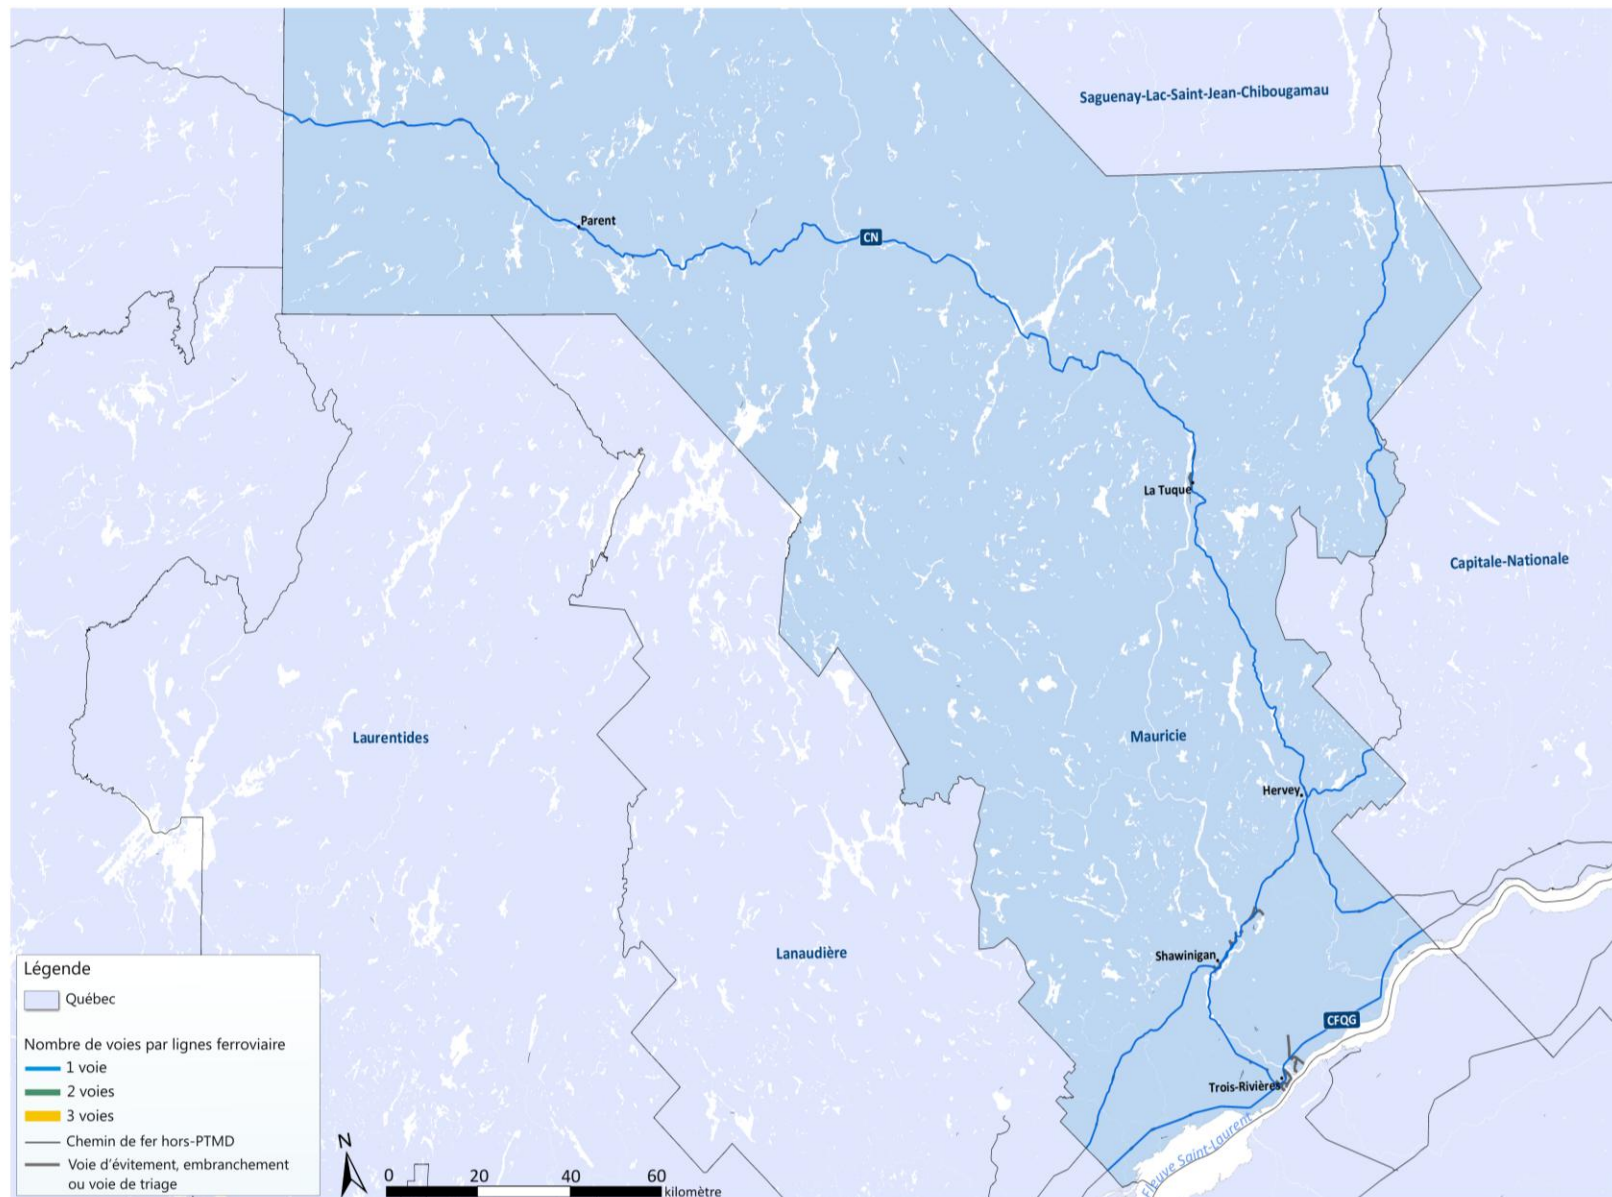 Saguenay-Lac-Saint-Jean-Chibougamau
Parent
CN
La Tuque
Capitale-Nationale
Laurentides
Mauricie
Hervey
Lanaudière
Shawinigan
CFQG
Trois-Rivières
Fleuve Saint-Laurent
Légende
Québec
Nombre de voies par lignes ferroviaire
1 voie
2 voies
3 voies
Chemin de fer hors-PTMD
Voie d'évitement, embranchement
ou voie de triage
N
0 20 40 60
kilomètre